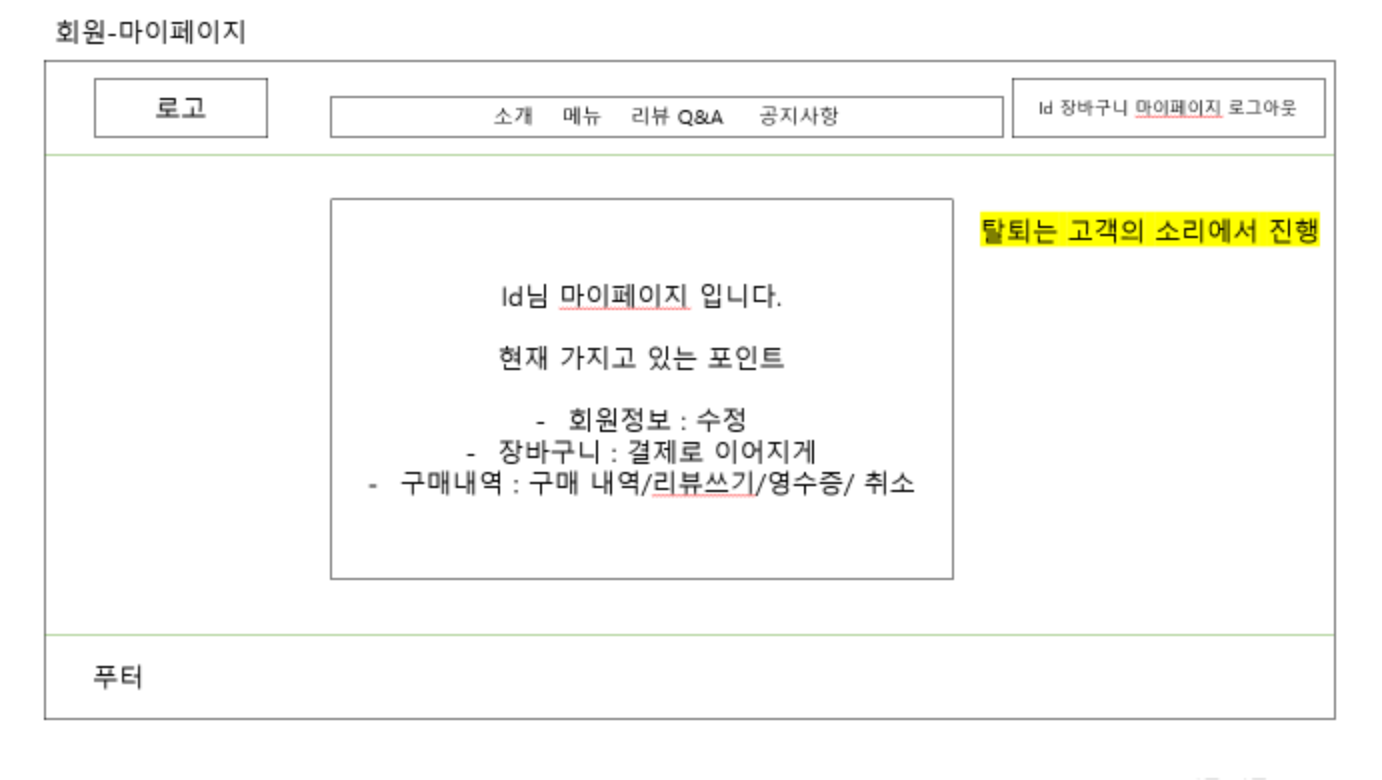 회원-마이페이지
로고
소개 메뉴 리뷰 Q&A 공지사항
Id 장바구니 마이페이지 로그아웃
탈퇴는 고객의 소리에서 진행
Id님 마이페이지 입니다.
현재 가지고 있는 포인트
- 회원정보 : 수정
- 장바구니 : 결제로 이어지게
- 구매내역 : 구매 내역/리뷰쓰기/영수증/ 취소
푸터